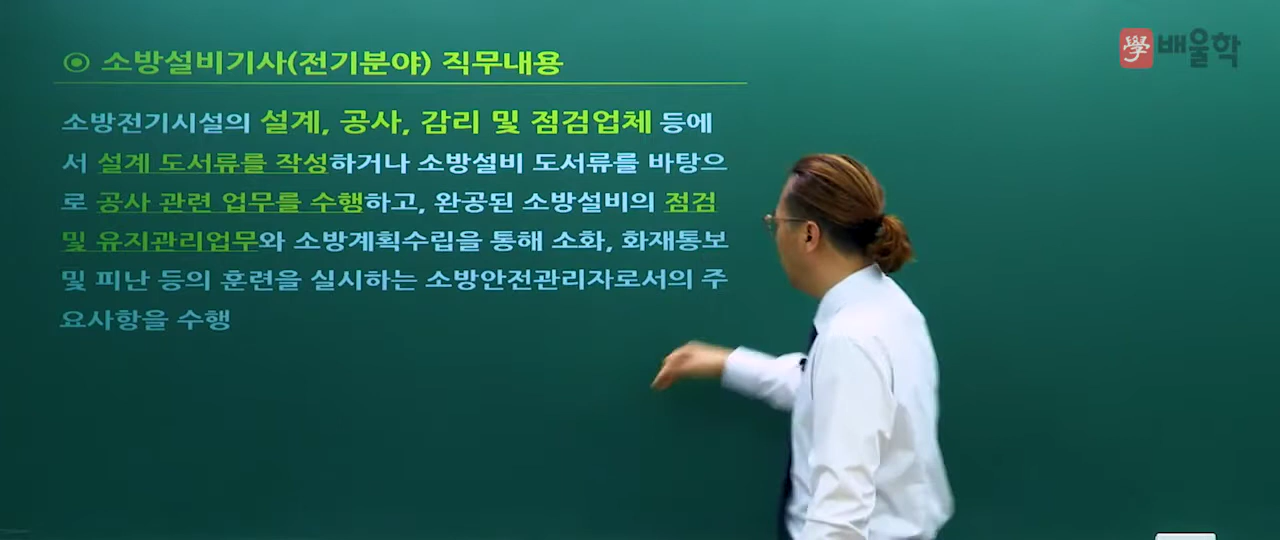 ◉ 소방설비기사(전기분야) 직무내용
學 배울학
소방전기시설의 설계, 공사, 감리 및 점검업체 등에
서 설계 도서류를 작성하거나 소방설비 도서류를 바탕으
로 공사 관련 업무를 수행하고, 완공된 소방설비의 점검
및 유지관리업무와 소방계획수립을 통해 소화, 화재통보
및 피난 등의 훈련을 실시하는 소방안전관리자로서의 주
요사항을 수행